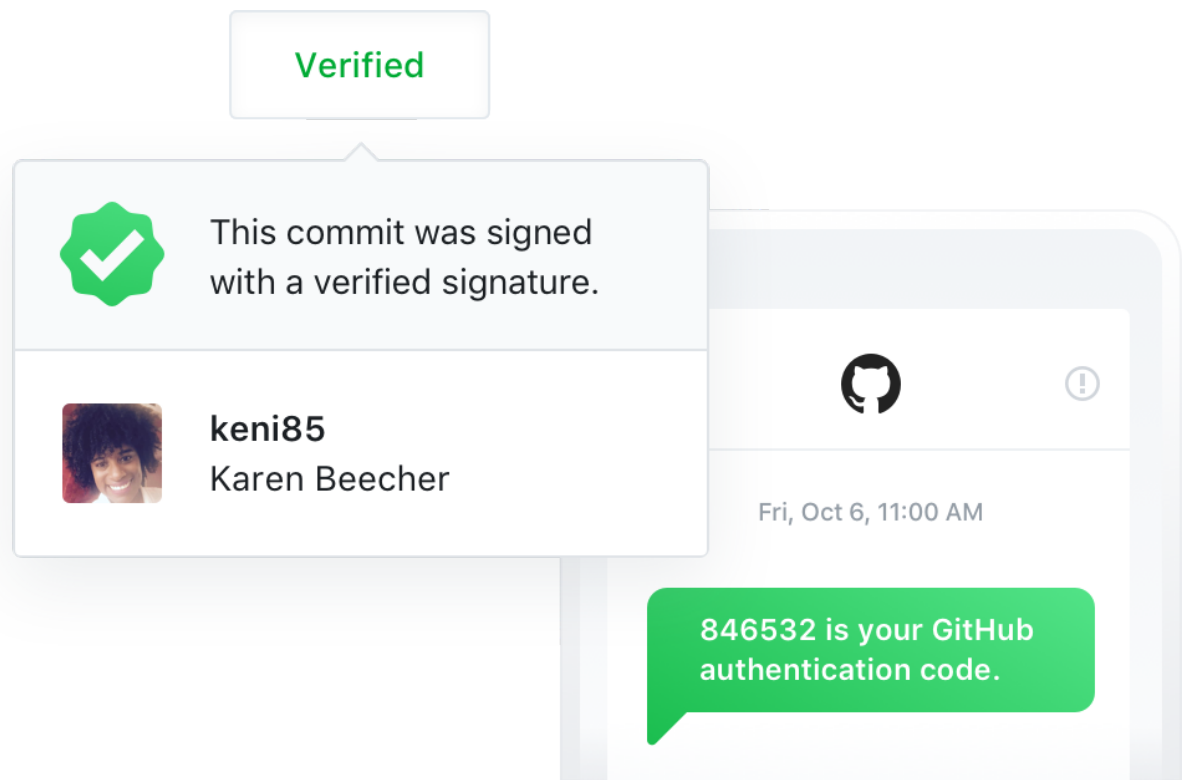 Verified
This commit was signed
with a verified signature.
keni85
Karen Beecher
Fri, Oct 6, 11:00 AM
846532 is your GitHub
authentication code.